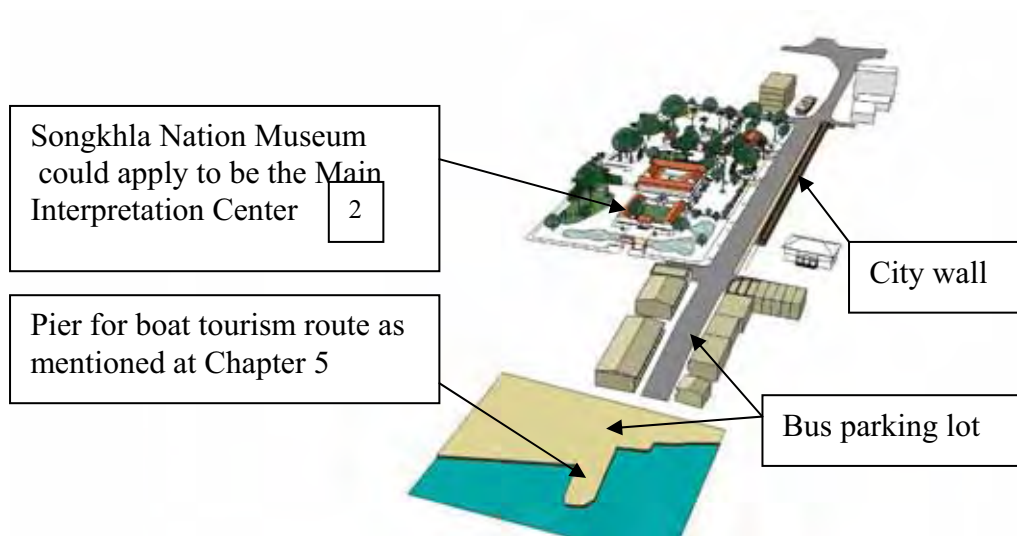 Songkhla Nation Museum
could apply to be the Main
Interpretation Center
2
City wall
Pier for boat tourism route as
mentioned at Chapter 5
Bus parking lot